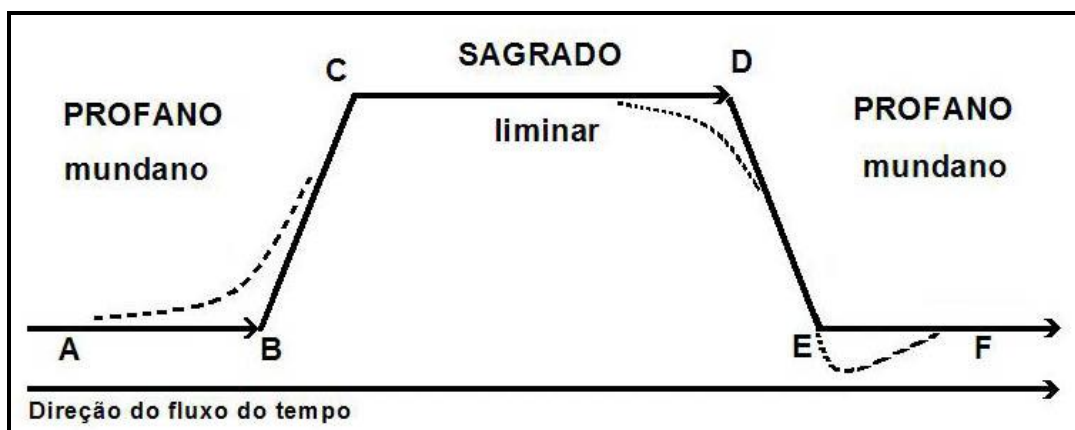 SAGRADO
C
D
PROFANO
mundano
liminar
PROFANO
mundano
A
B
E
F
Direção do fluxo do tempo